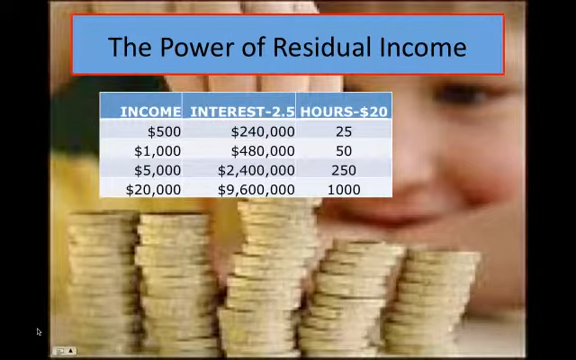 The Power of Residual Income
INCOME INTEREST-2.5 HOURS-$20
$500 $240,000 25
$1,000 $480,000 50
$5,000 $2,400,000 250
$20,000 $9,600,000 1000